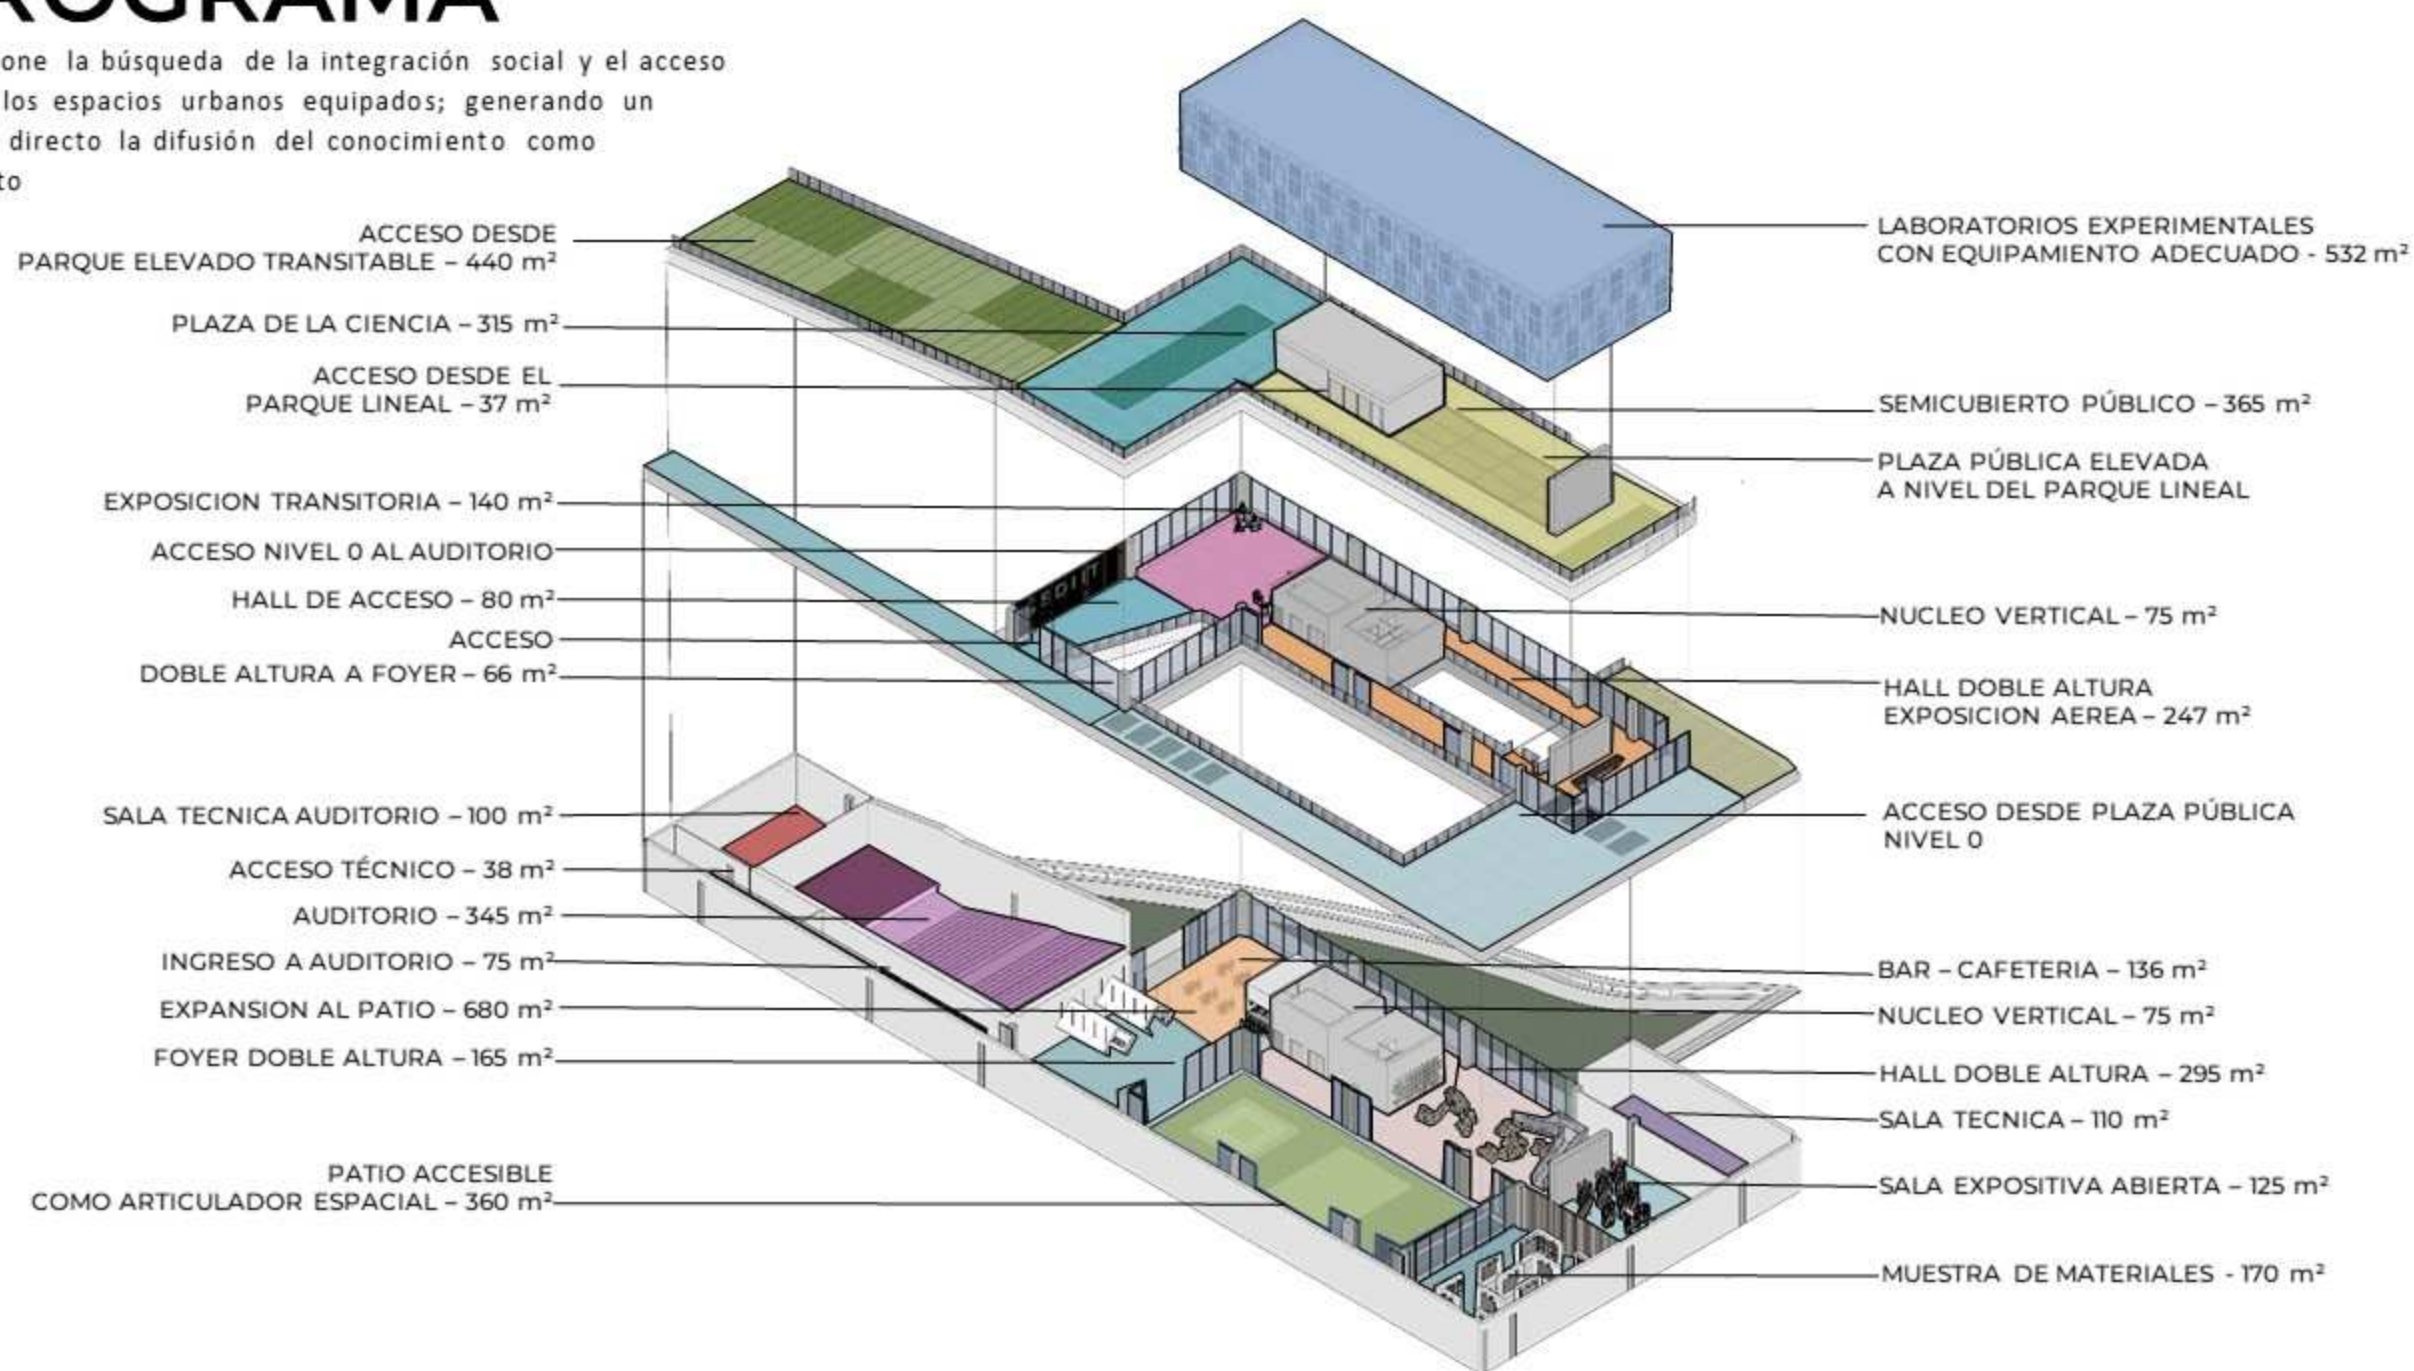 ROGRAMA
one la búsqueda de la integración social y el acceso
los espacios urbanos equipados; generando un
directo la difusión del conocimiento como
to
ACCESO DESDE
PARQUE ELEVADO TRANSITABLE – 440 m²
PLAZA DE LA CIENCIA – 315 m²
ACCESO DESDE EL
PARQUE LINEAL – 37 m²
EXPOSICION TRANSITORIA – 140 m²
ACCESO NIVEL 0 AL AUDITORIO
HALL DE ACCESO – 80 m²
ACCESO
DOBLE ALTURA A FOYER – 66 m²
SALA TECNICA AUDITORIO – 100 m²
ACCESO TÉCNICO – 38 m²
AUDITORIO – 345 m²
INGRESO A AUDITORIO – 75 m²
EXPANSION AL PATIO – 680 m²
FOYER DOBLE ALTURA – 165 m²
PATIO ACCESIBLE
COMO ARTICULADOR ESPACIAL – 360 m²
LABORATORIOS EXPERIMENTALES
CON EQUIPAMIENTO ADECUADO - 532 m²
SEMICUBIERTO PÚBLICO – 365 m²
PLAZA PÚBLICA ELEVADA
A NIVEL DEL PARQUE LINEAL
NUCLEO VERTICAL – 75 m²
HALL DOBLE ALTURA
EXPOSICION AEREA – 247 m²
ACCESO DESDE PLAZA PÚBLICA
NIVEL 0
BAR – CAFETERIA – 136 m²
NUCLEO VERTICAL – 75 m²
HALL DOBLE ALTURA – 295 m²
SALA TECNICA – 110 m²
SALA EXPOSITIVA ABIERTA – 125 m²
MUESTRA DE MATERIALES - 170 m²